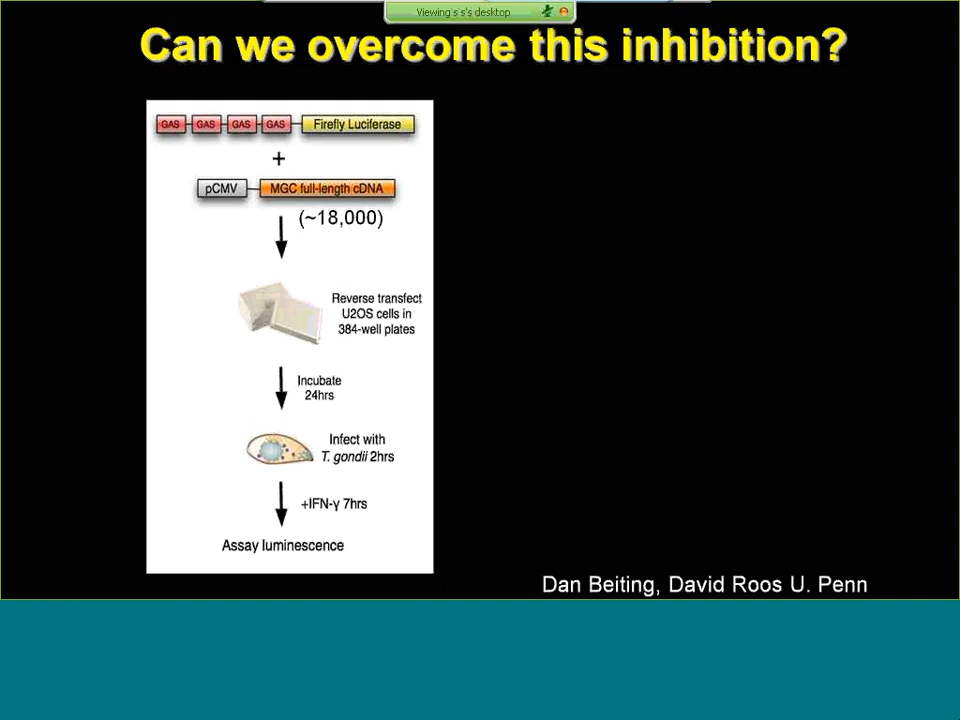 Viewing s's desktop
Can we overcome this inhibition?
GAS GAS GAS GAS Firefly Luciferase
+
pCMV MGC full-length cDNA
(~18,000)
Reverse transfect
U2OS cells in
384-well plates
Incubate
24hrs
Infect with
T. gondii 2hrs
+IFN-γ 7hrs
Assay luminescence
Dan Beiting, David Roos U. Penn